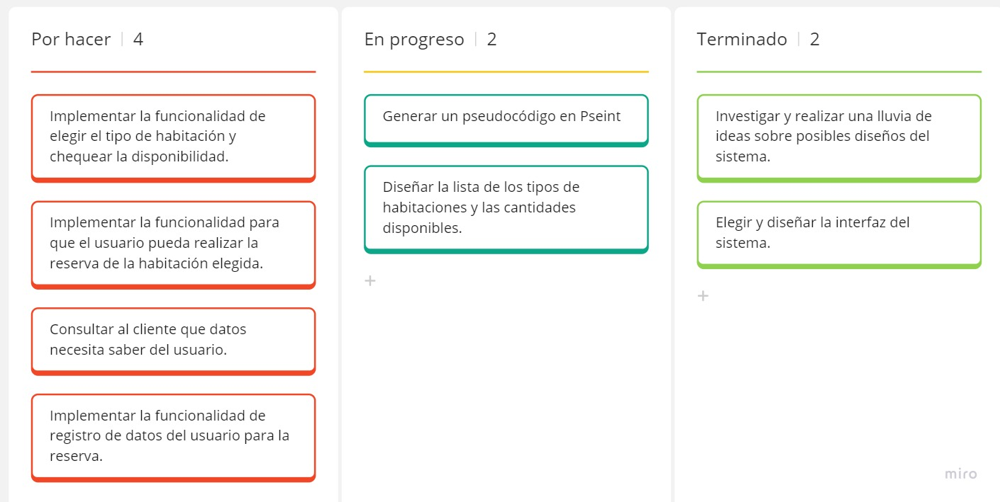 Por hacer | 4
Implementar la funcionalidad de
elegir el tipo de habitación y
chequear la disponibilidad.
Implementar la funcionalidad para
que el usuario pueda realizar la
reserva de la habitación elegida.
Consultar al cliente que datos
necesita saber del usuario.
Implementar la funcionalidad de
registro de datos del usuario para la
reserva.
En progreso | 2
Generar un pseudocódigo en Pseint
Diseñar la lista de los tipos de
habitaciones y las cantidades
disponibles.
+
Terminado | 2
Investigar y realizar una lluvia de
ideas sobre posibles diseños del
sistema.
Elegir y diseñar la interfaz del
sistema.
+
miro